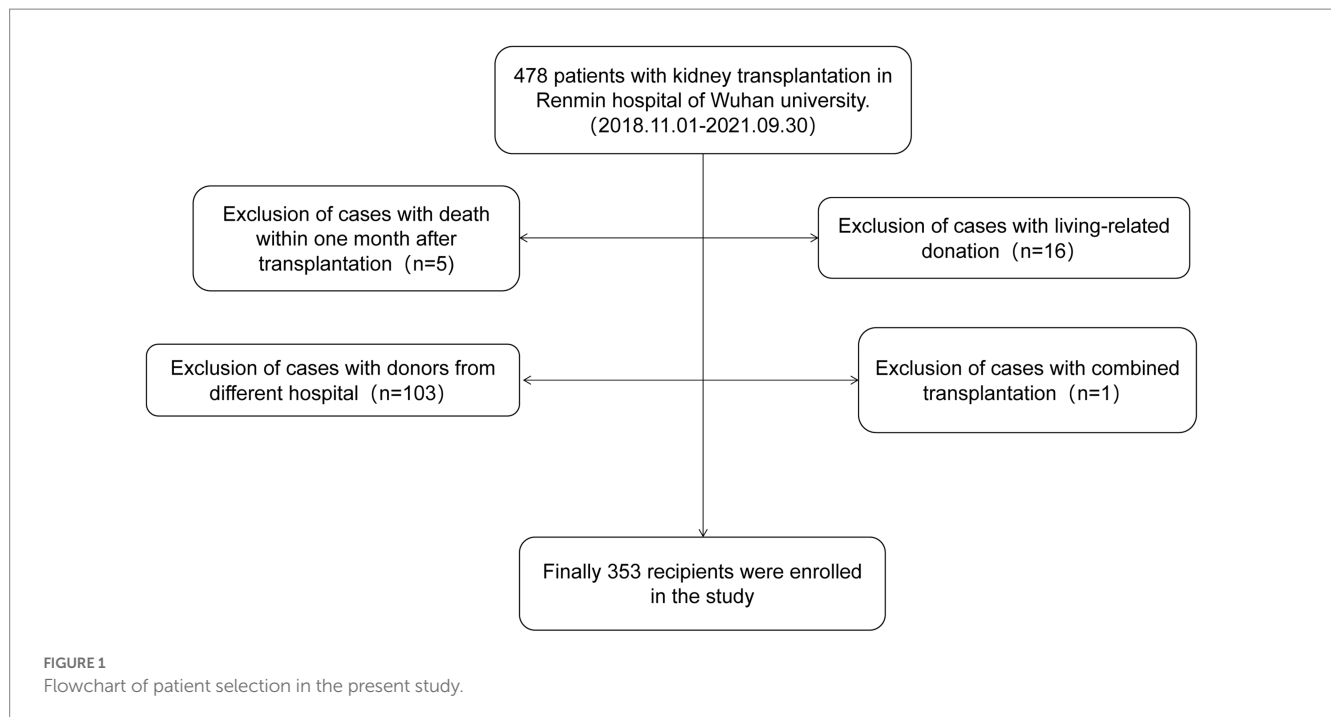 478 patients with kidney transplantation in
Renmin hospital of Wuhan university.
(2018.11.01-2021.09.30)
Exclusion of cases with death
within one month after
transplantation (n=5)
Exclusion of cases with living-related
donation (n=16)
Exclusion of cases with donors from
different hospital (n=103)
Exclusion of cases with combined
transplantation (n=1)
Finally 353 recipients were enrolled
in the study
FIGURE 1
Flowchart of patient selection in the present study.